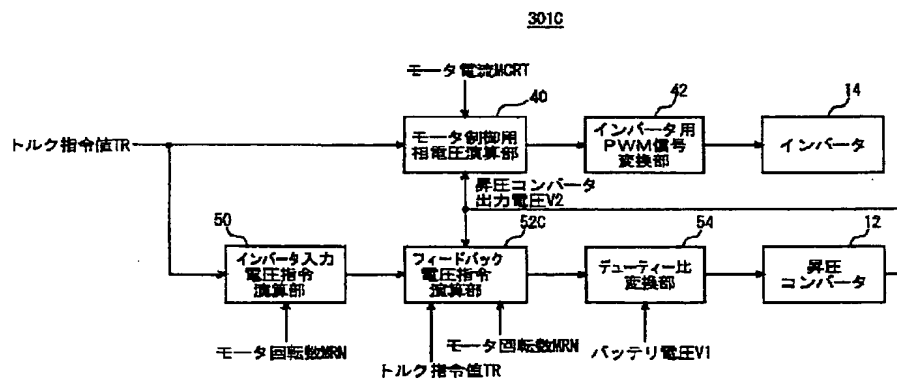 301C
モータ電流MCRT
40
42
14
トルク指令値TR
モータ制御用
相電圧演算部
インバータ用
PWM信号
変換部
インバータ
昇圧コンバータ
出力電圧V2
50
52C
54
12
インバータ入力
電圧指令
演算部
フィードバック
電圧指令
演算部
デューティー比
変換部
昇圧
コンバータ
モータ回転数MRN
モータ回転数MRN
バッテリ電圧V1
トルク指令値TR